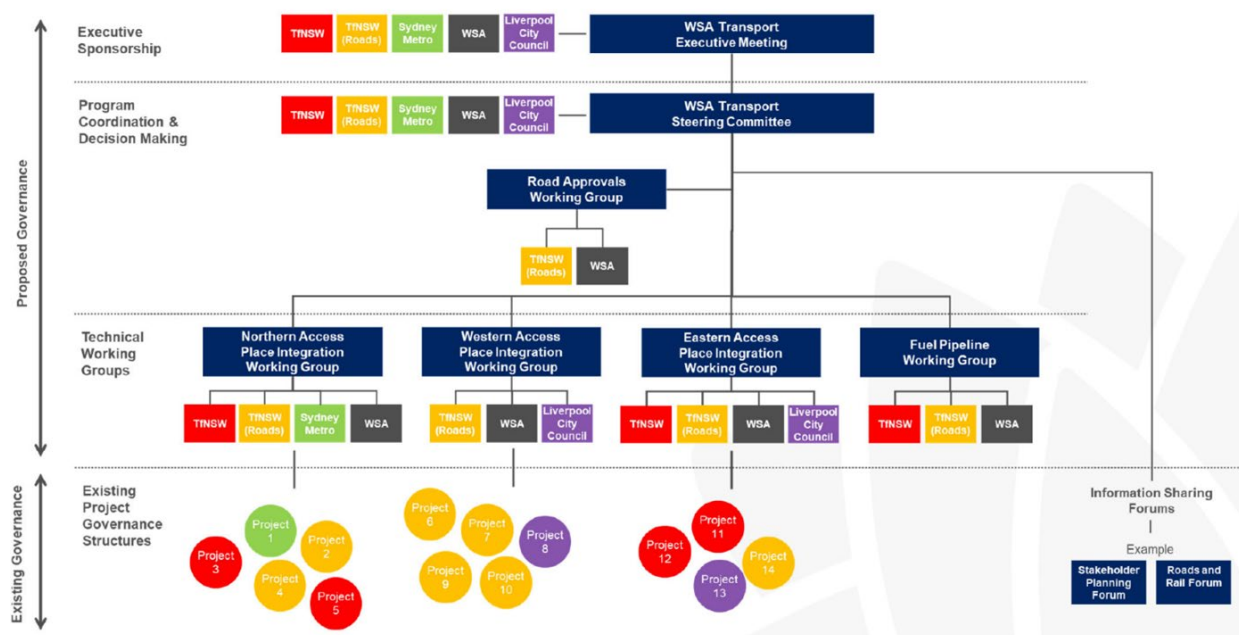 Proposed Governance
Executive
Sponsorship
TfNSW
TfNSW
(Roads)
Sydney
Metro
WSA
Liverpool
City
Council
WSA Transport
Executive Meeting
Program
Coordination &
Decision Making
TfNSW
TfNSW
(Roads)
Sydney
Metro
WSA
Liverpool
City
Council
WSA Transport
Steering Committee
Road Approvals
Working Group
TfNSW
(Roads)
WSA
Technical
Working
Groups
Northern Access
Place Integration
Working Group
TfNSW
TfNSW
(Roads)
Sydney
Metro
WSA
Western Access
Place Integration
Working Group
TfNSW
(Roads)
WSA
Liverpool
City
Council
Eastern Access
Place Integration
Working Group
TfNSW
TfNSW
(Roads)
WSA
Liverpool
City
Council
Fuel Pipeline
Working Group
TfNSW
TfNSW
(Roads)
WSA
Existing Governance
Existing
Project
Governance
Structures
Project
1
Project
2
Project
3
Project
4
Project
5
Project
6
Project
7
Project
8
Project
9
Project
10
Project
11
Project
12
Project
13
Project
14
Information Sharing
Forums
Example
Stakeholder
Planning
Forum
Roads and
Rail Forum